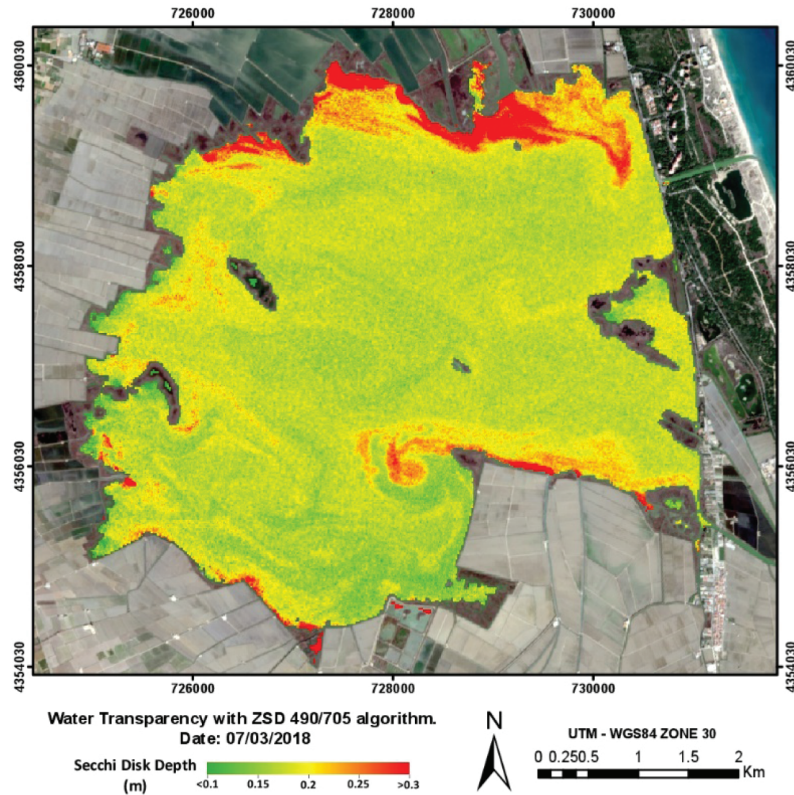 726000 728000 730000
4360030 4360030
4358030 4358030
4356030 4356030
4354030 4354030
726000 728000 730000
Water Transparency with ZSD 490/705 algorithm.
Date: 07/03/2018
Secchi Disk Depth
(m)
<0.1 0.15 0.2 0.25 >0.3
N
UTM - WGS84 ZONE 30
0 0.250.5 1 1.5 2
Km